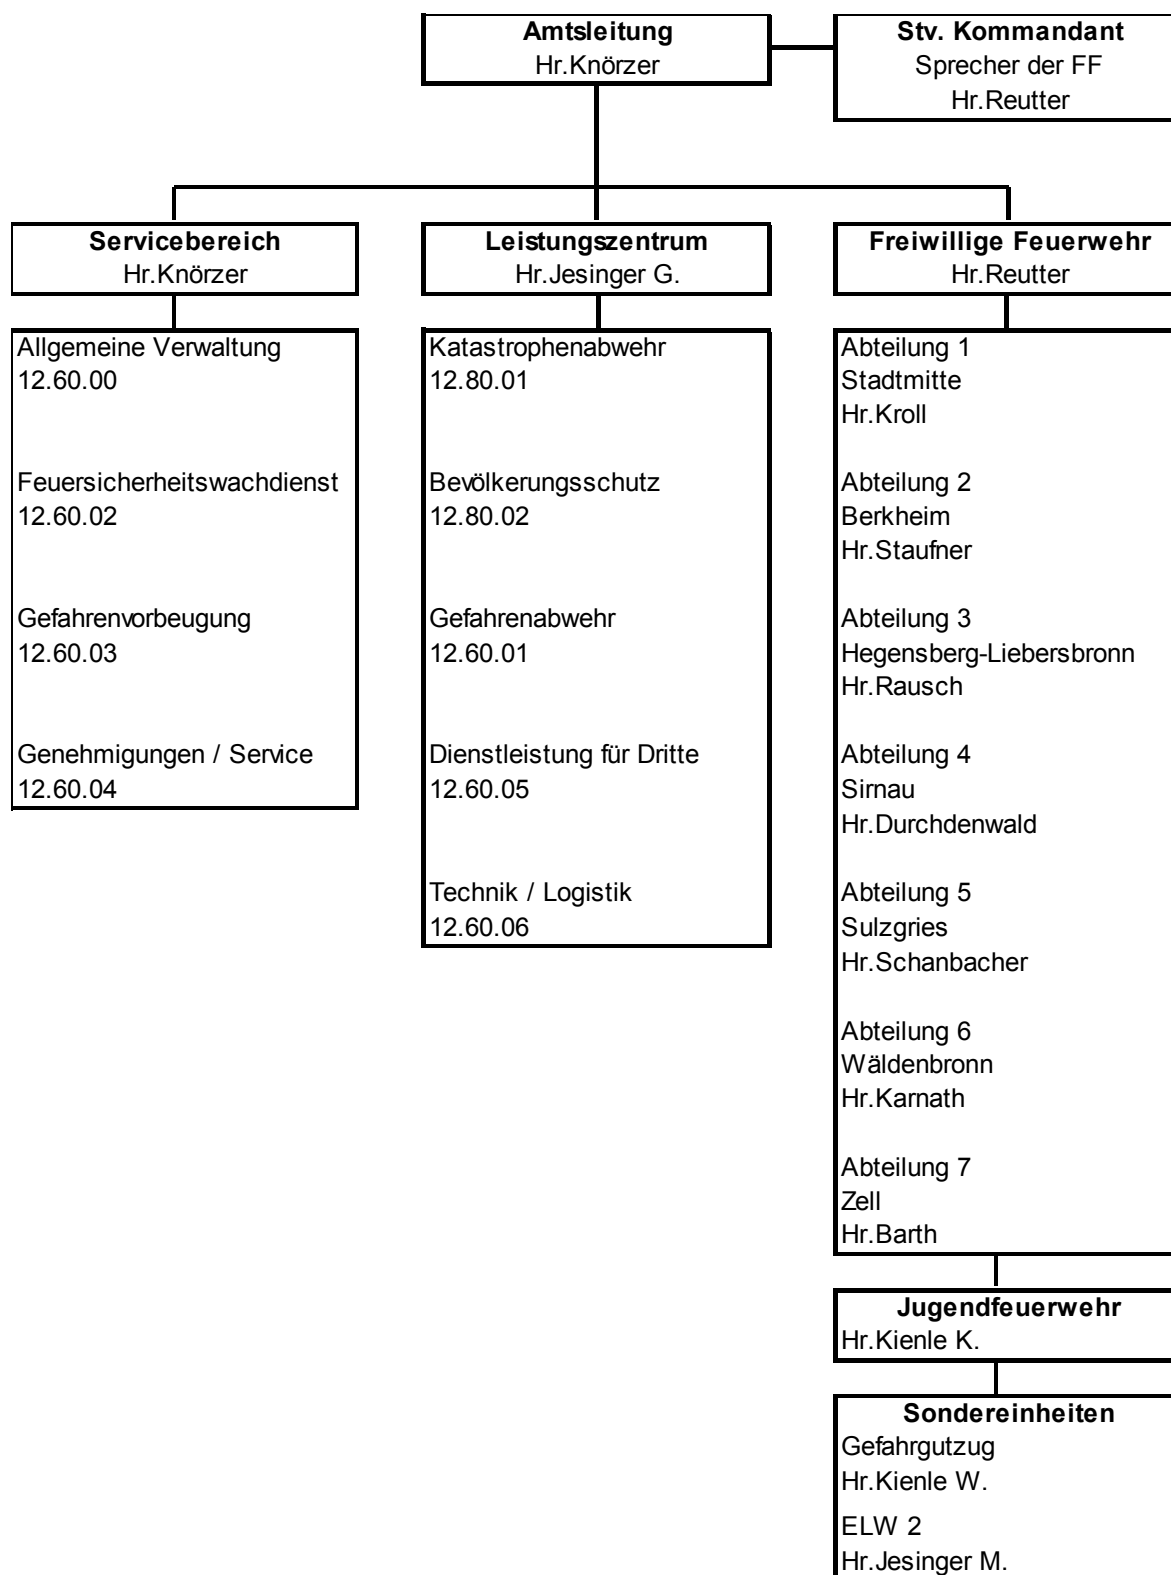 Amtsleitung
Hr.Knörzer
Stv. Kommandant
Sprecher der FF
Hr.Reutter
Servicebereich
Hr.Knörzer
Leistungszentrum
Hr.Jesinger G.
Freiwillige Feuerwehr
Hr.Reutter
Allgemeine Verwaltung
12.60.00
Feuersicherheitswachdienst
12.60.02
Gefahrenvorbeugung
12.60.03
Genehmigungen / Service
12.60.04
Katastrophenabwehr
12.80.01
Bevölkerungsschutz
12.80.02
Gefahrenabwehr
12.60.01
Dienstleistung für Dritte
12.60.05
Technik / Logistik
12.60.06
Abteilung 1
Stadtmitte
Hr.Kroll
Abteilung 2
Berkheim
Hr.Staufner
Abteilung 3
Hegensberg-Liebersbronn
Hr.Rausch
Abteilung 4
Sirnau
Hr.Durchdenwald
Abteilung 5
Sulzgries
Hr.Schanbacher
Abteilung 6
Wäldenbronn
Hr.Karnath
Abteilung 7
Zell
Hr.Barth
Jugendfeuerwehr
Hr.Kienle K.
Sondereinheiten
Gefahrgutzug
Hr.Kienle W.
ELW 2
Hr.Jesinger M.